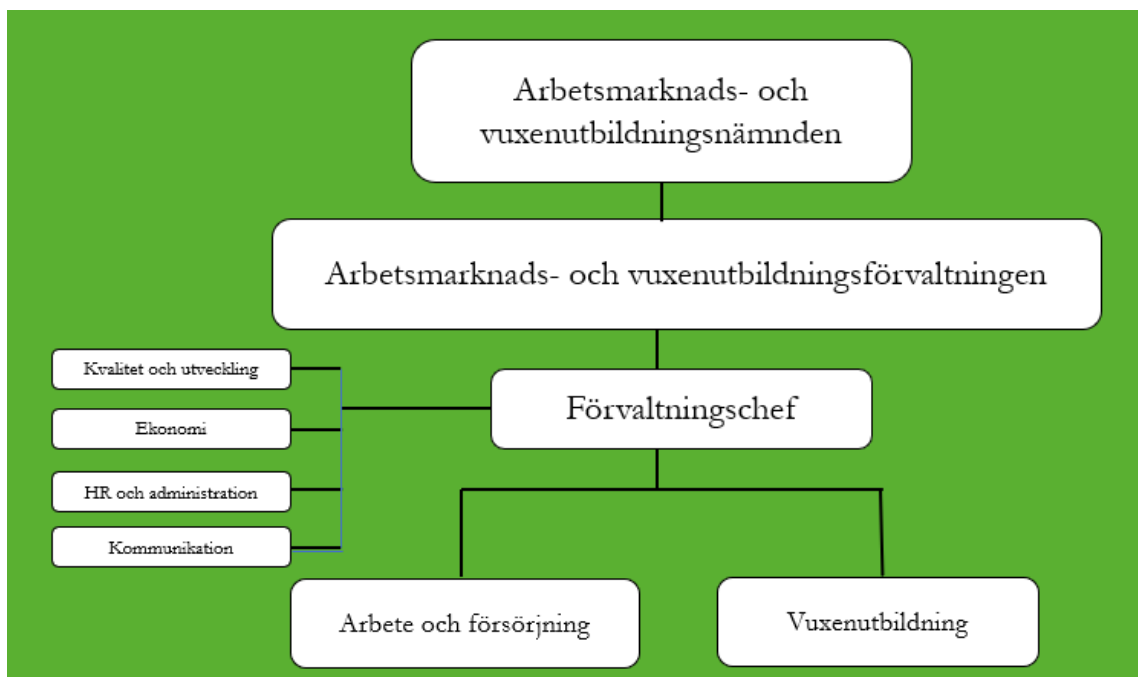 Arbetsmarknads- och
vuxenutbildningsnämnden
Arbetsmarknads- och vuxenutbildningsförvaltningen
Kvalitet och utveckling
Förvaltningschef
Ekonomi
HR och administration
Kommunikation
Arbete och försörjning
Vuxenutbildning